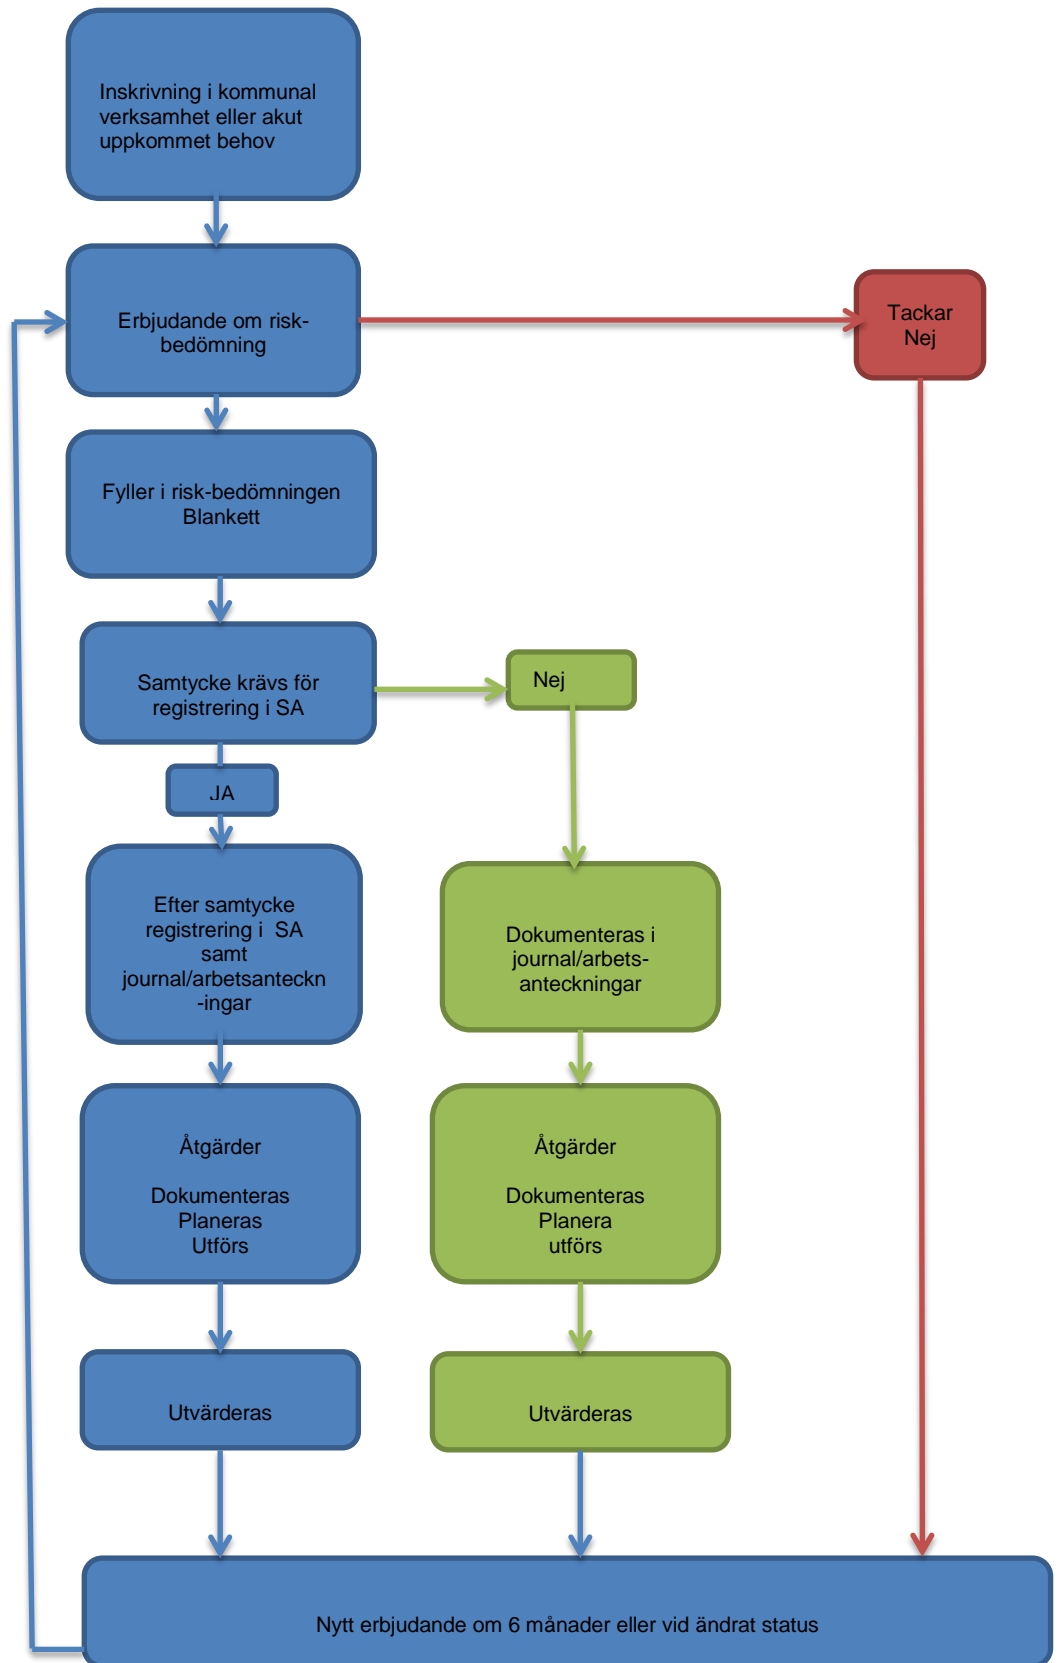 Inskrivning i kommunal
verksamhet eller akut
uppkommet behov
Erbjudande om risk-
bedömning
Tackar
Nej
Fyller i risk-bedömningen
Blankett
Samtycke krävs för
registrering i SA
Nej
JA
Efter samtycke
registrering i  SA
samt
journal/arbetsanteckn
-ingar
Dokumenteras i
journal/arbets-
anteckningar
Åtgärder
Dokumenteras
Planeras
Utförs
Åtgärder
Dokumenteras
Planera
utförs
Utvärderas
Utvärderas
Nytt erbjudande om 6 månader eller vid ändrat status